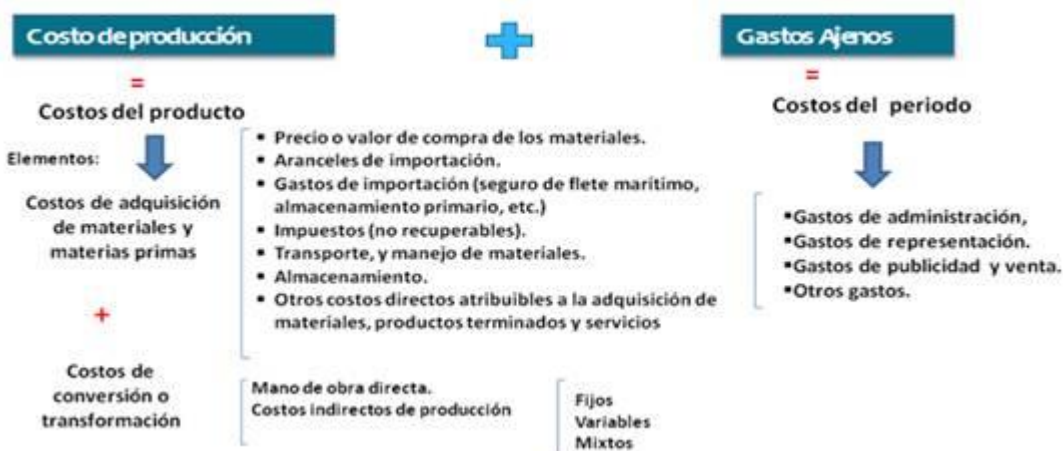 Costo de producción
Gastos Ajenos
=
Costos del producto
=
Costos del periodo
Elementos:
Costos de adquisición
de materiales y
materias primas
▪ Precio o valor de compra de los materiales.
▪ Aranceles de importación.
▪ Gastos de importación (seguro de flete marítimo,
almacenamiento primario, etc.)
▪ Impuestos (no recuperables).
▪ Transporte, y manejo de materiales.
▪ Almacenamiento.
▪ Otros costos directos atribuibles a la adquisición de
materiales, productos terminados y servicios
▪Gastos de administración,
▪Gastos de representación.
▪Gastos de publicidad y venta.
▪Otros gastos.
+
Costos de
conversión o
transformación
Mano de obra directa.
Costos indirectos de producción
Fijos
Variables
Mixtos